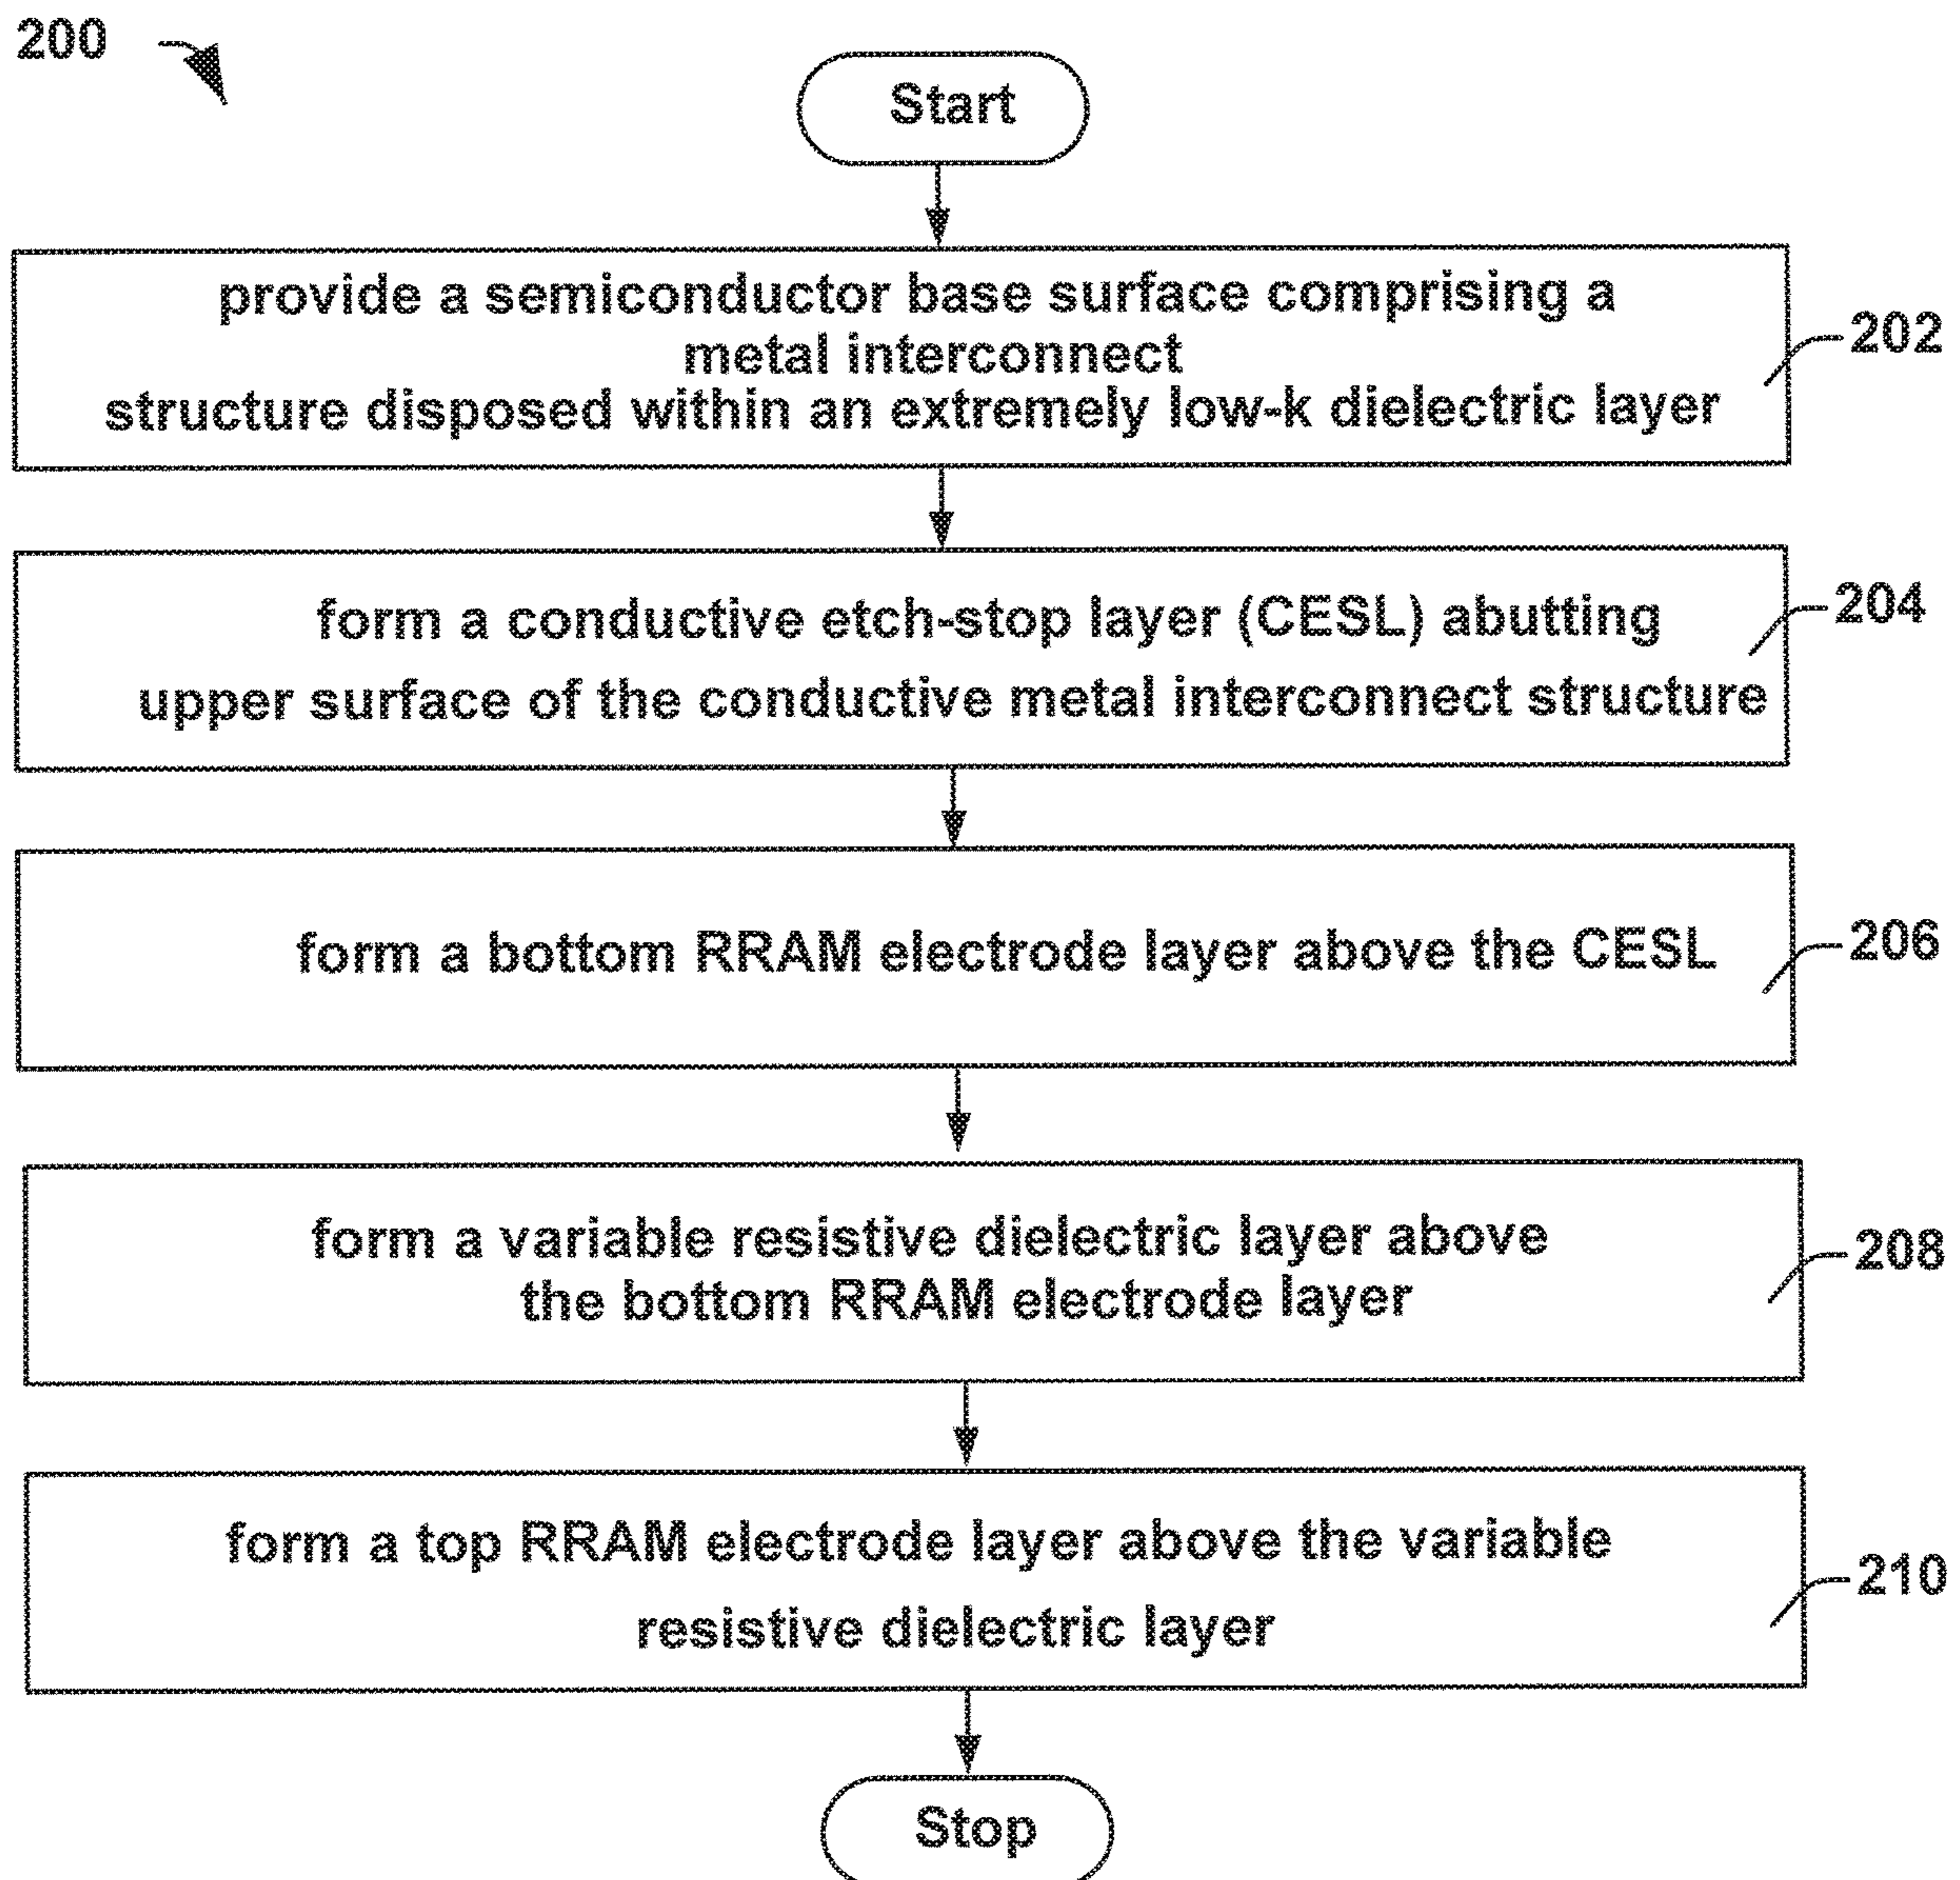 200
Start
provide a semiconductor base surface comprising a
metal interconnect
structure disposed within an extremely low-k dielectric layer
202
form a conductive etch-stop layer (CESL) abutting
upper surface of the conductive metal interconnect structure
204
form a bottom RRAM electrode layer above the CESL
206
form a variable resistive dielectric layer above
the bottom RRAM electrode layer
208
form a top RRAM electrode layer above the variable
resistive dielectric layer
210
Stop